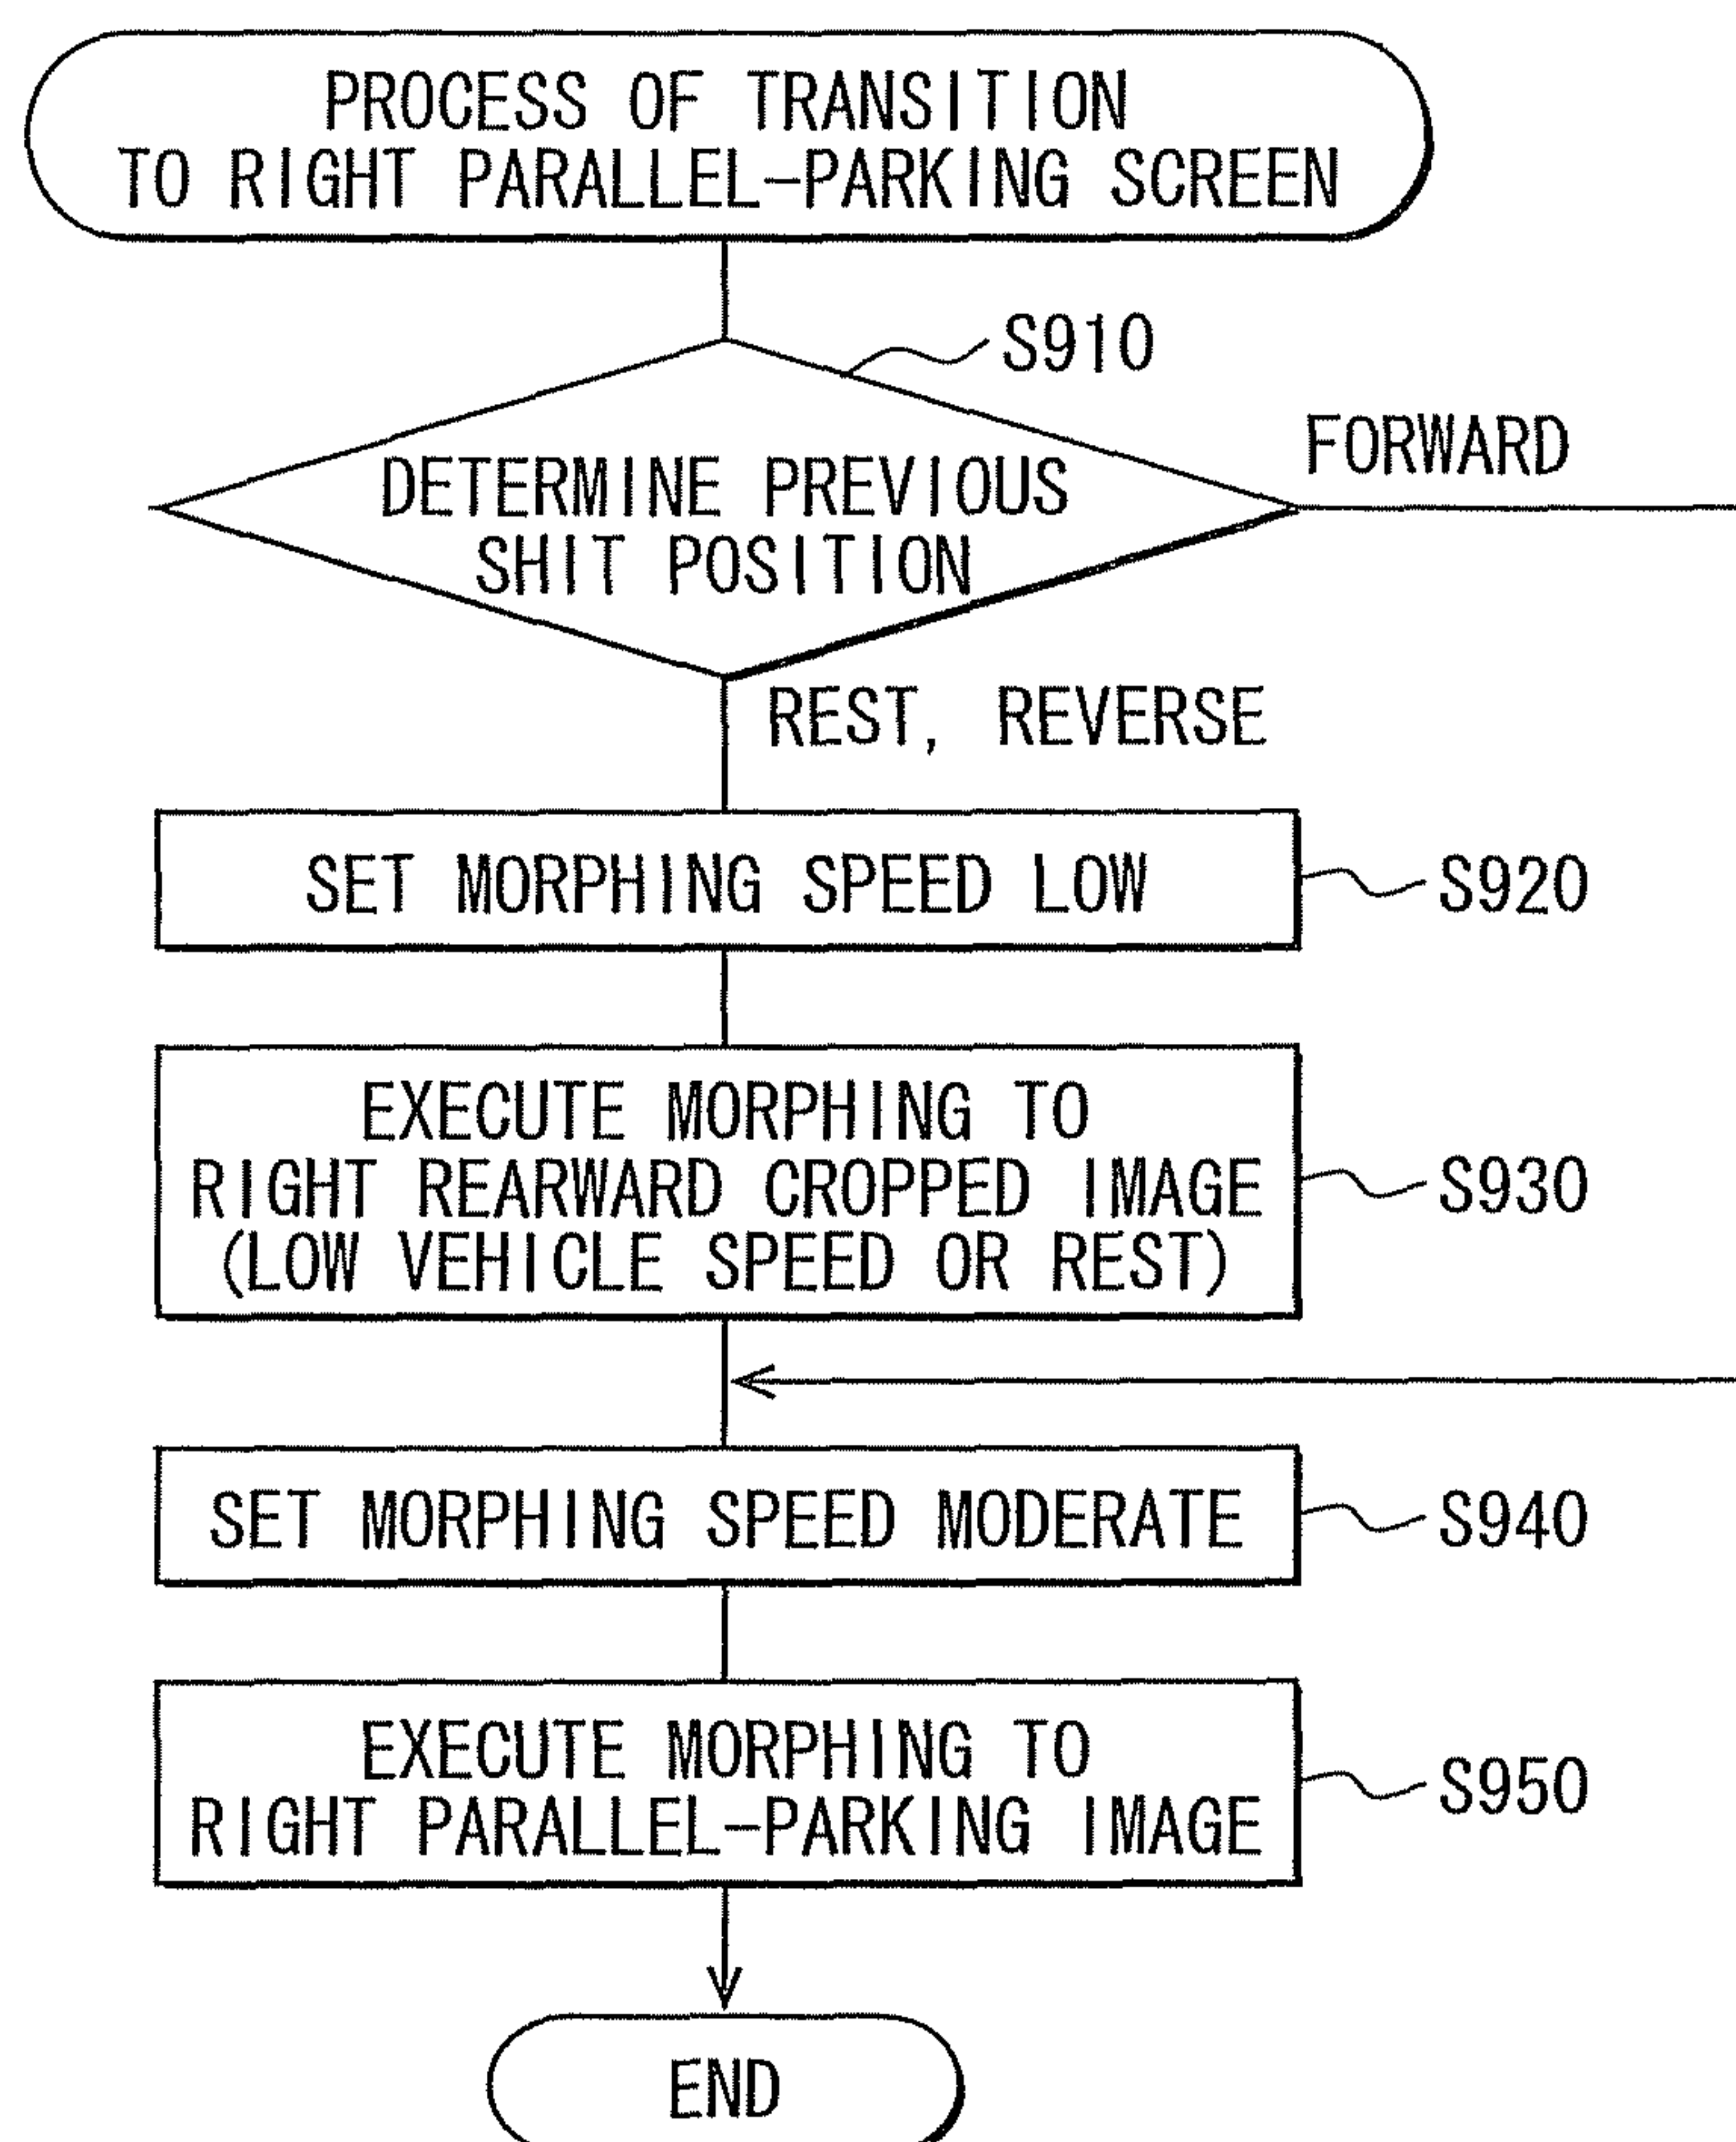 PROCESS OF TRANSITION
TO RIGHT PARALLEL-PARKING SCREEN
S910
FORWARD
DETERMINE PREVIOUS
SHIT POSITION
REST, REVERSE
SET MORPHING SPEED LOW
S920
EXECUTE MORPHING TO
RIGHT REARWARD CROPPED IMAGE
(LOW VEHICLE SPEED OR REST)
S930
SET MORPHING SPEED MODERATE
S940
EXECUTE MORPHING TO
RIGHT PARALLEL-PARKING IMAGE
S950
END